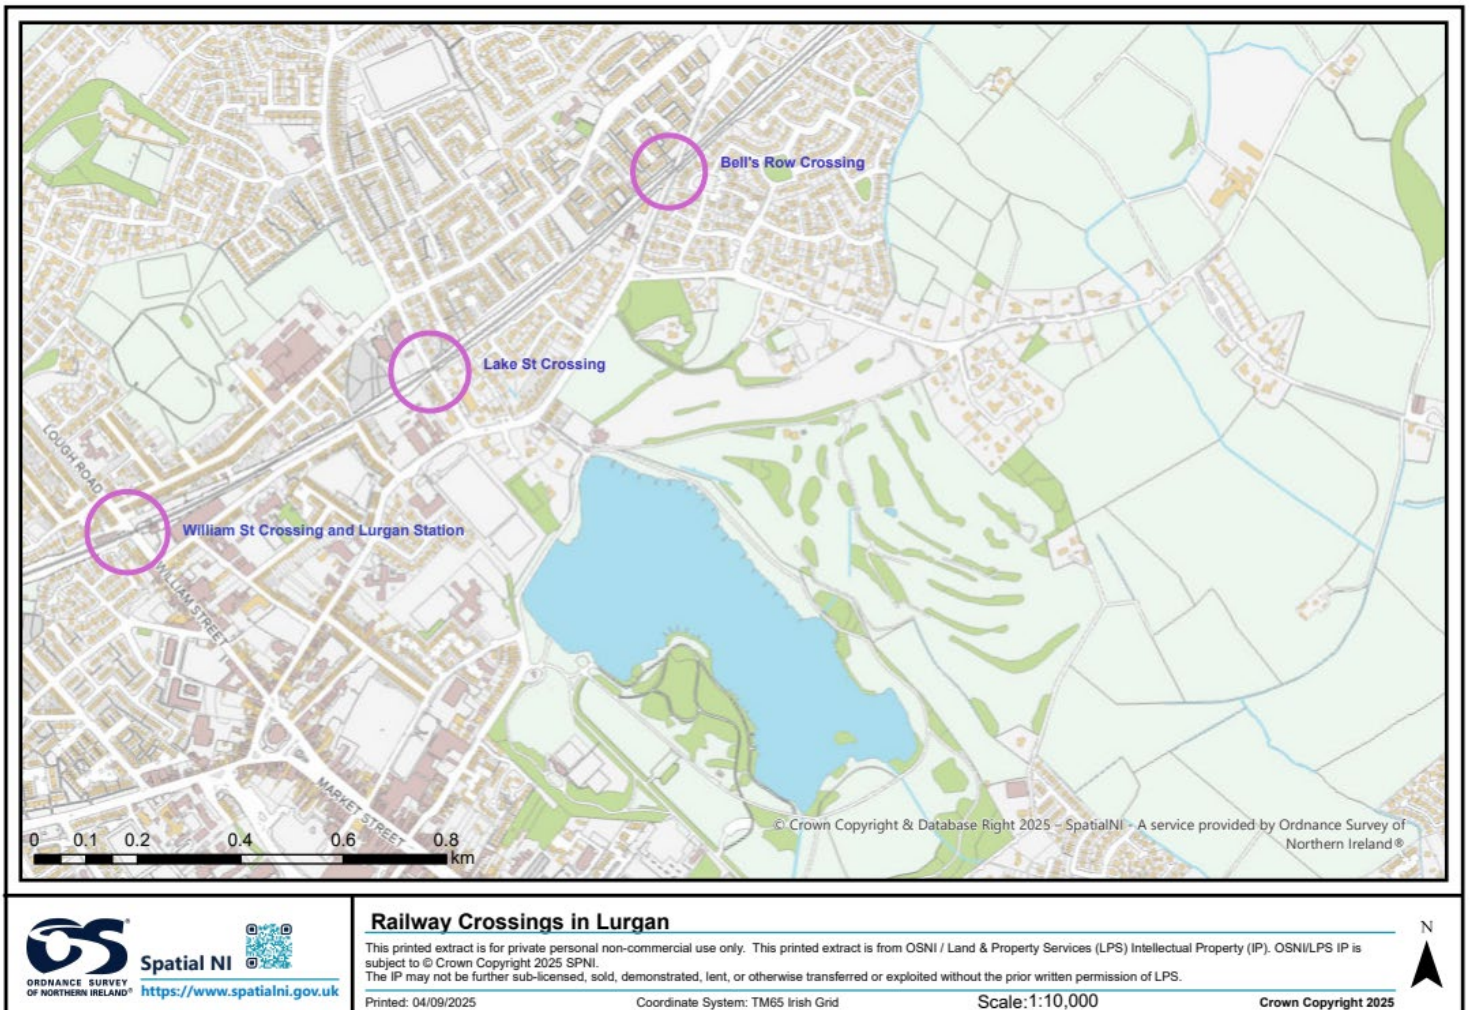 Bell's Row Crossing
Lake St Crossing
LOUGH ROAD
William St Crossing and Lurgan Station
WILLIAM STREET
MARKET STREET
0 0.1 0.2 0.4 0.6 0.8
km
© Crown Copyright & Database Right 2025 – SpatialNI - A service provided by Ordnance Survey of
Northern Ireland®
OS®
ORDNANCE SURVEY
OF NORTHERN IRELAND®
Spatial NI
https://www.spatialni.gov.uk
Railway Crossings in Lurgan
This printed extract is for private personal non-commercial use only. This printed extract is from OSNI / Land & Property Services (LPS) Intellectual Property (IP). OSNI/LPS IP is
subject to © Crown Copyright 2025 SPNI.
The IP may not be further sub-licensed, sold, demonstrated, lent, or otherwise transferred or exploited without the prior written permission of LPS.
Printed: 04/09/2025 Coordinate System: TM65 Irish Grid Scale:1:10,000 Crown Copyright 2025
N